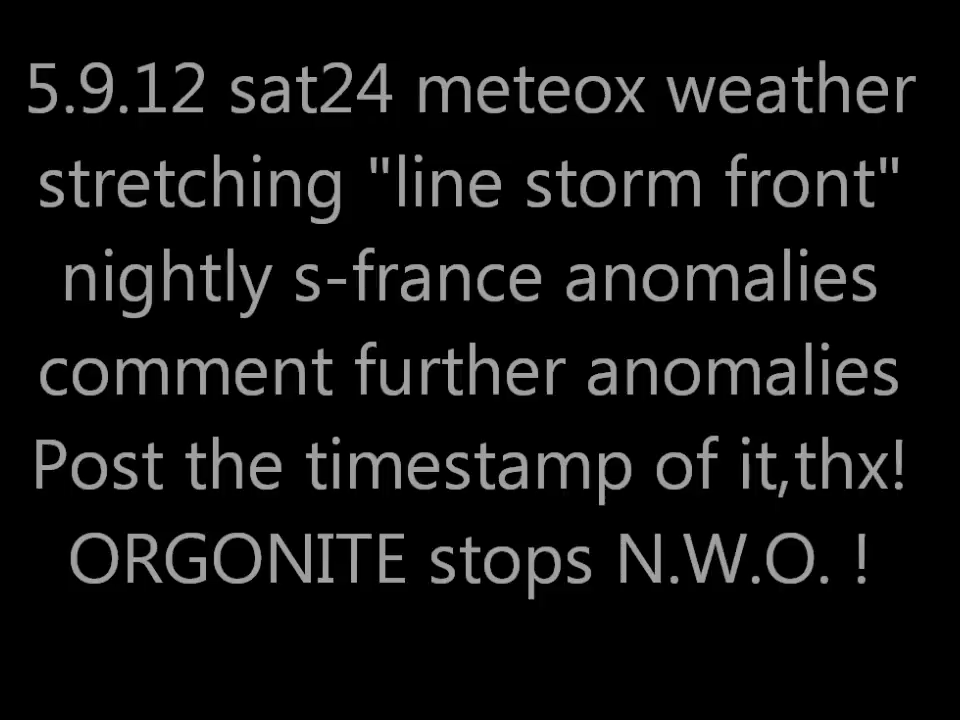 5.9.12 sat24 meteox weather
stretching "line storm front"
nightly s-france anomalies
comment further anomalies
Post the timestamp of it,thx!
ORGONITE stops N.W.O. !